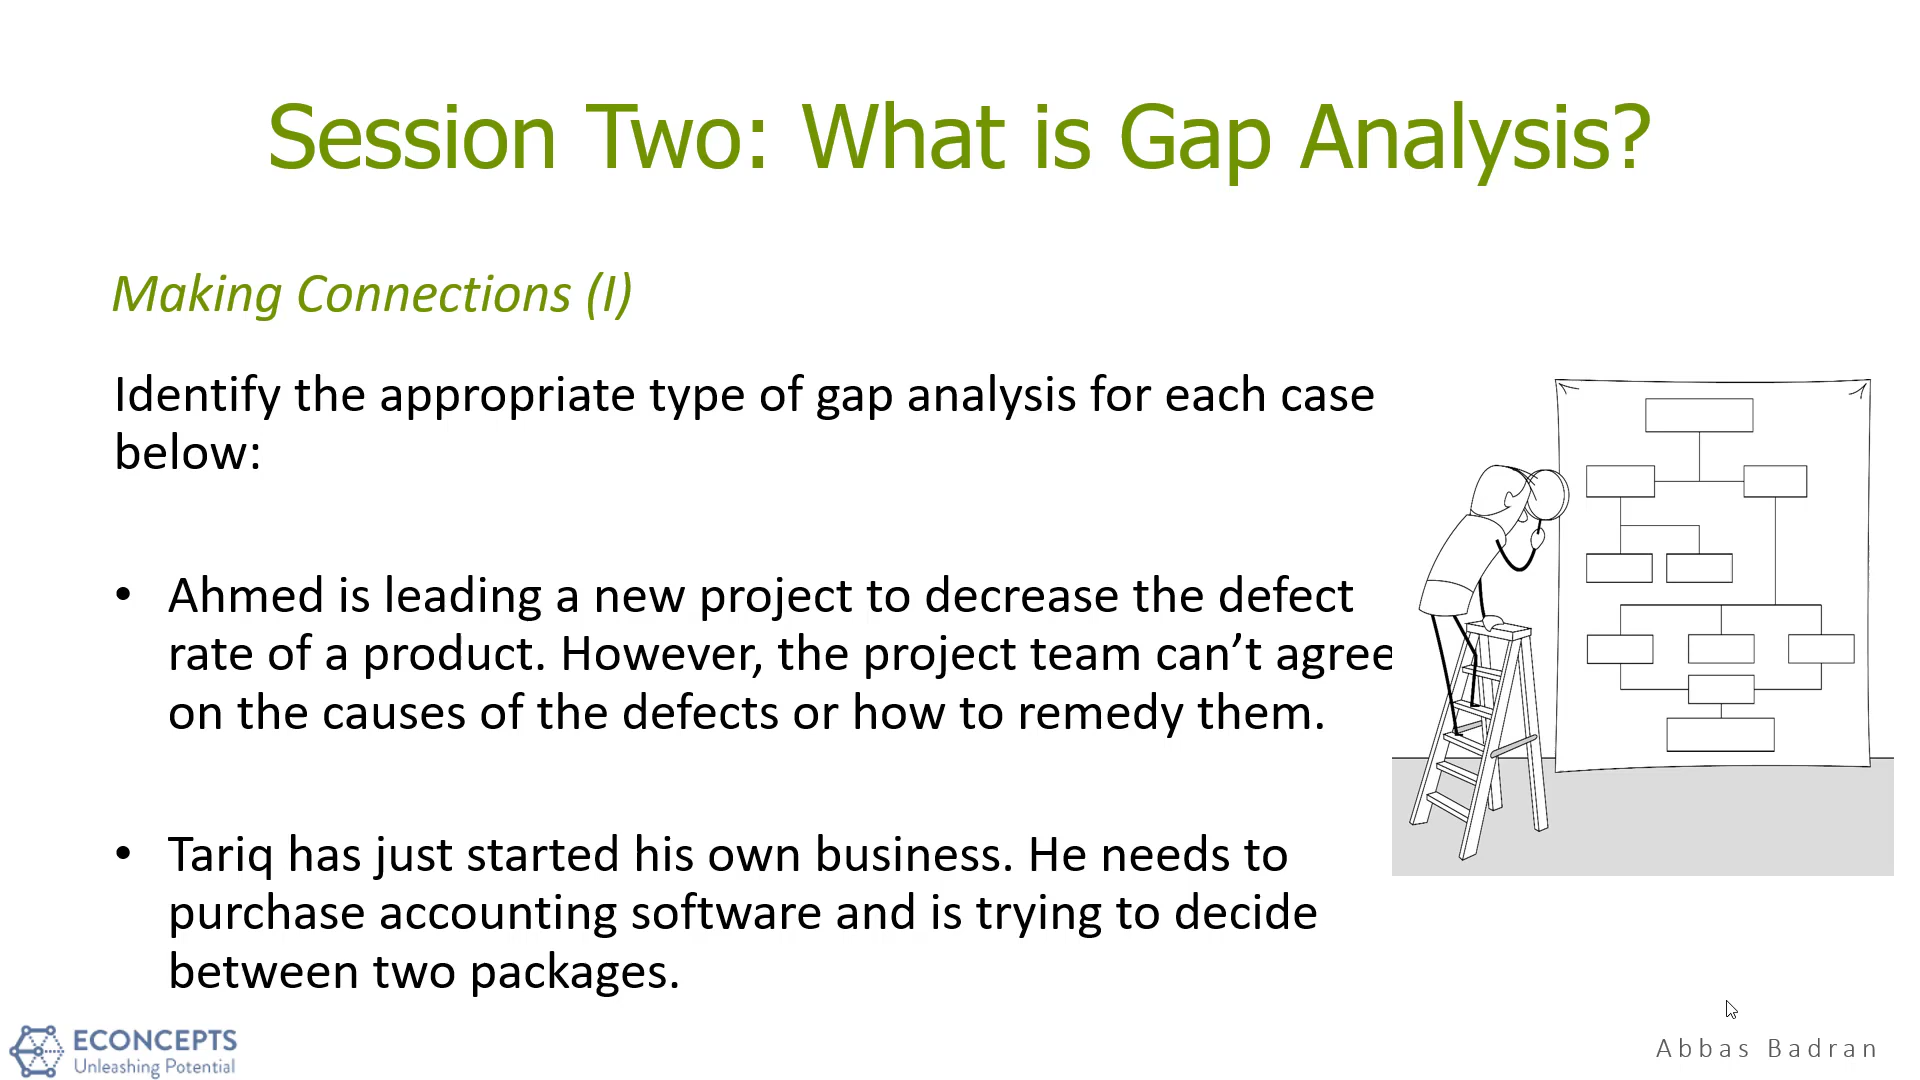 Session Two: What is Gap Analysis?
Making Connections (I)
Identify the appropriate type of gap analysis for each case
below:
• Ahmed is leading a new project to decrease the defect
rate of a product. However, the project team can’t agree
on the causes of the defects or how to remedy them.
• Tariq has just started his own business. He needs to
purchase accounting software and is trying to decide
between two packages.
ECONCEPTS
Unleashing Potential
Abbas Badran